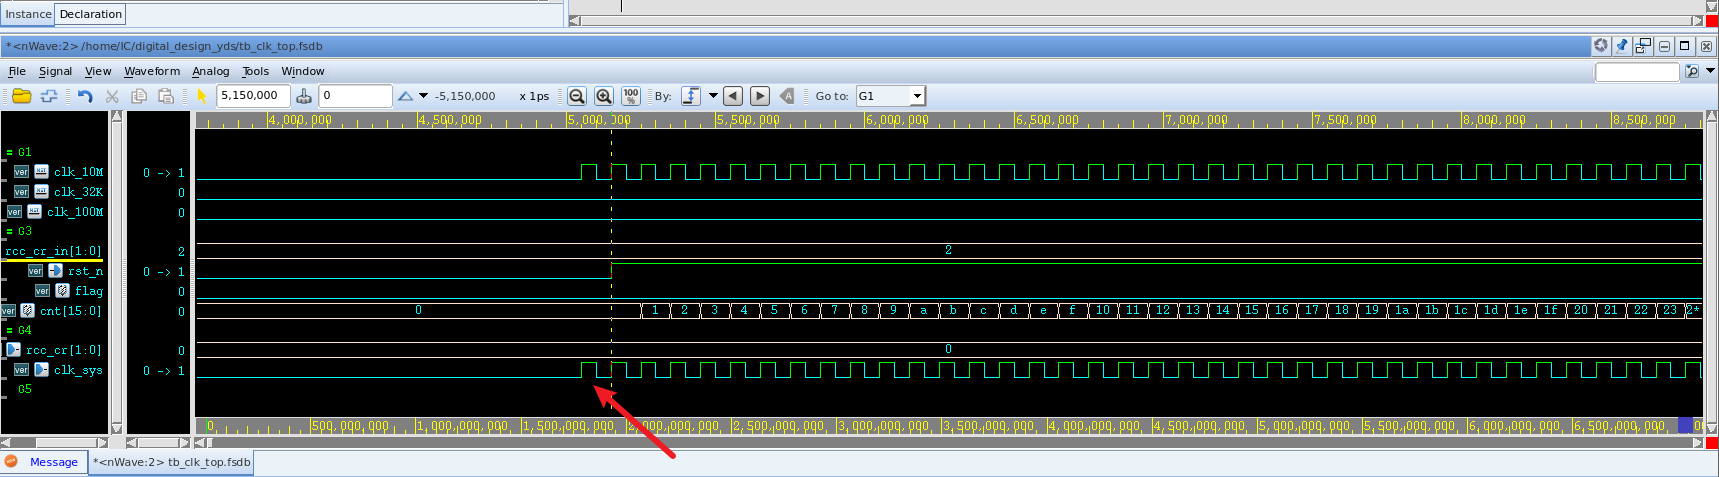 Instance Declaration
*<nWave:2> /home/IC/digital_design_yds/tb_clk_top.fsdb
File Signal View Waveform Analog Tools Window
5,150,000 0 -5,150,000 x 1ps 100% By: Go to: G1
4,000,000 4,500,000 5,000,000 5,500,000 6,000,000 6,500,000 7,000,000 7,500,000 8,000,000 8,500,000
= G1
ver clk_10M 0 -> 1
ver clk_32K 0
ver clk_100M 0
= G3
rcc_cr_in[1:0] 2 2
ver rst_n 0 -> 1
ver flag 0
ver cnt[15:0] 0 0 1 2 3 4 5 6 7 8 9 a b c d e f 10 11 12 13 14 15 16 17 18 19 1a 1b 1c 1d 1e 1f 20 21 22 23 2*
= G4
rcc_cr[1:0] 0 0
ver clk_sys 0 -> 1
G5
0 500,000,000 1,000,000,000 1,500,000,000 2,000,000,000 2,500,000,000 3,000,000,000 3,500,000,000 4,500,000,000 5,000,000,000 5,500,000,000 6,000,000,000 6,500,000,000
Message *<nWave:2> tb_clk_top.fsdb